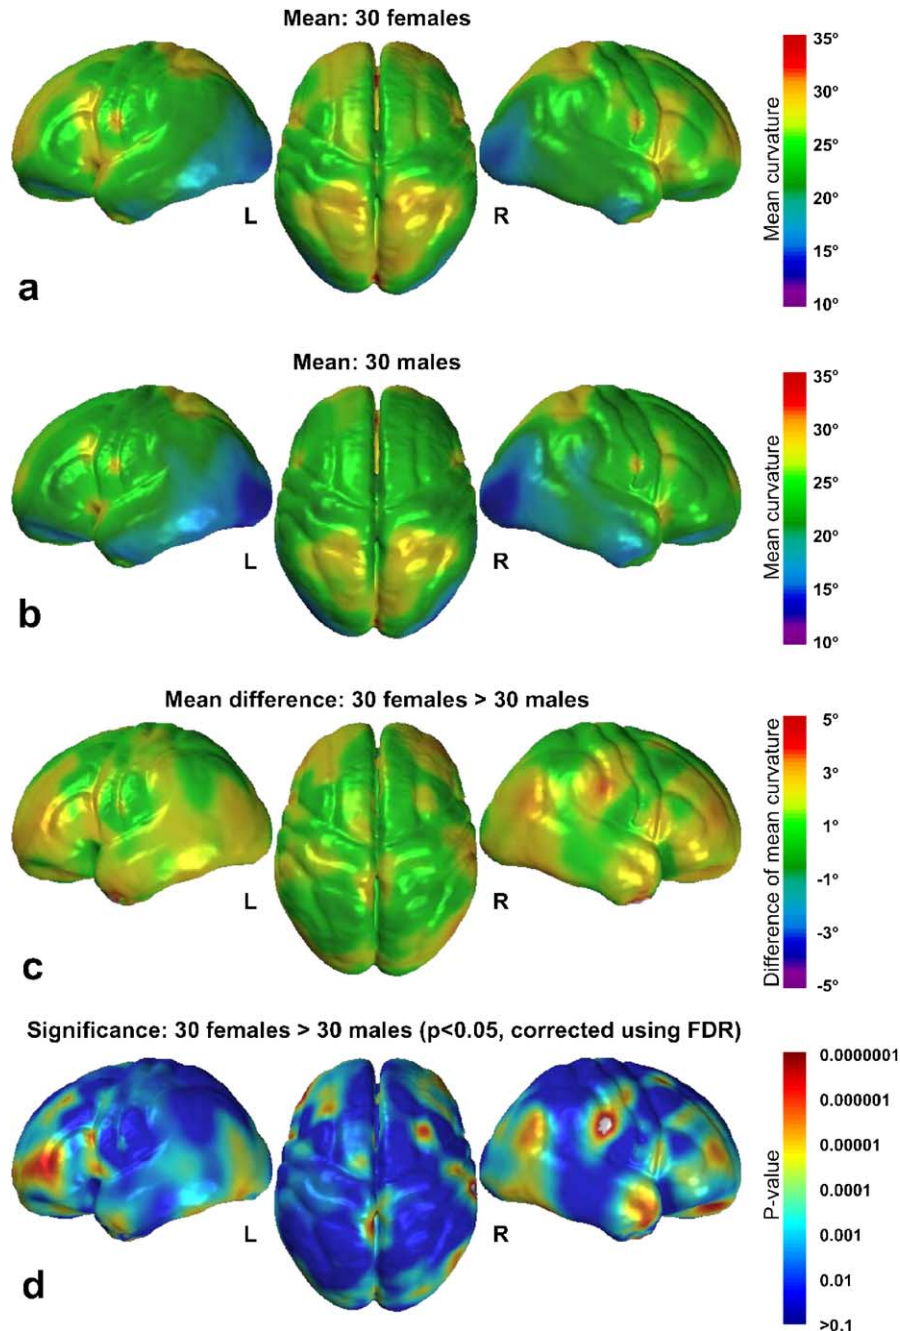 Mean: 30 females
35°
30°
25°
20°
15°
10°
Mean curvature
L
R
a
Mean: 30 males
35°
30°
25°
20°
15°
10°
Mean curvature
L
R
b
Mean difference: 30 females > 30 males
5°
3°
1°
-1°
-3°
-5°
Difference of mean curvature
L
R
c
Significance: 30 females > 30 males (p<0.05, corrected using FDR)
0.0000001
0.000001
0.00001
0.0001
0.001
0.01
>0.1
P-value
L
R
d